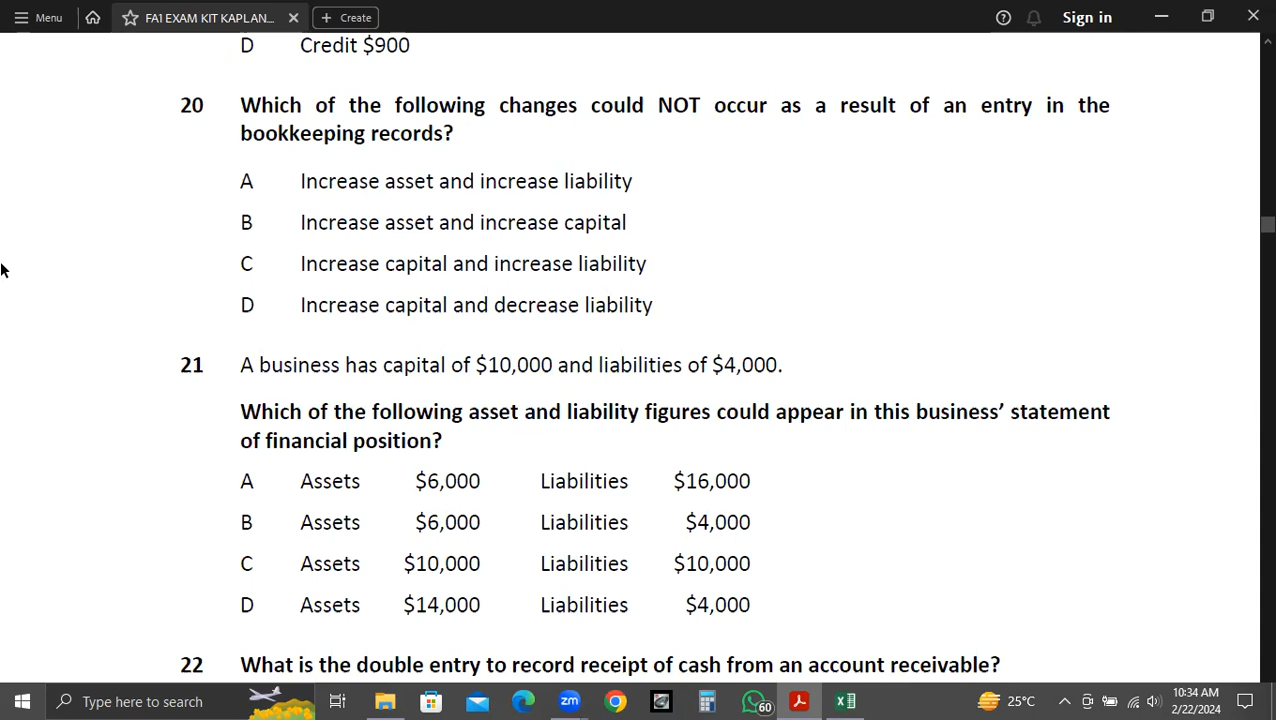 Menu
FA1 EXAM KIT KAPLAN...
Create
Sign in
D Credit $900
20 Which of the following changes could NOT occur as a result of an entry in the
bookkeeping records?
A Increase asset and increase liability
B Increase asset and increase capital
C Increase capital and increase liability
D Increase capital and decrease liability
21 A business has capital of $10,000 and liabilities of $4,000.
Which of the following asset and liability figures could appear in this business’ statement
of financial position?
A Assets $6,000 Liabilities $16,000
B Assets $6,000 Liabilities $4,000
C Assets $10,000 Liabilities $10,000
D Assets $14,000 Liabilities $4,000
22 What is the double entry to record receipt of cash from an account receivable?
Type here to search
zm
60
25°C
10:34 AM
2/22/2024